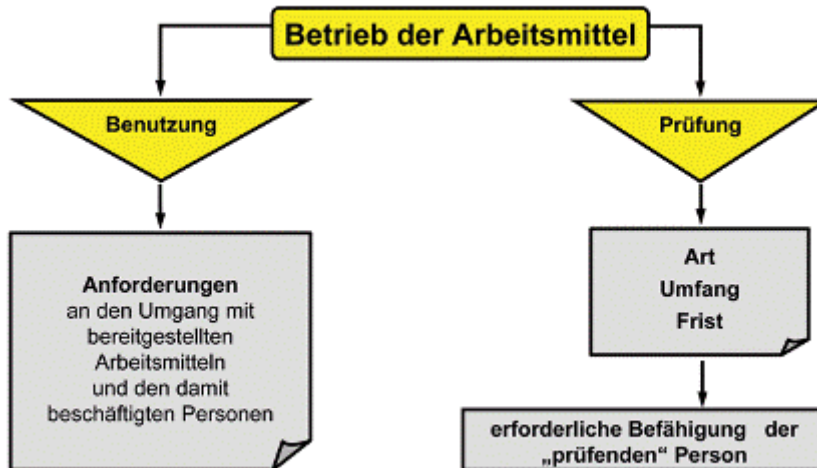 Betrieb der Arbeitsmittel
Benutzung
Prüfung
Anforderungen
an den Umgang mit
bereitgestellten
Arbeitsmitteln
und den damit
beschäftigten Personen
Art
Umfang
Frist
erforderliche Befähigung der
„prüfenden“ Person